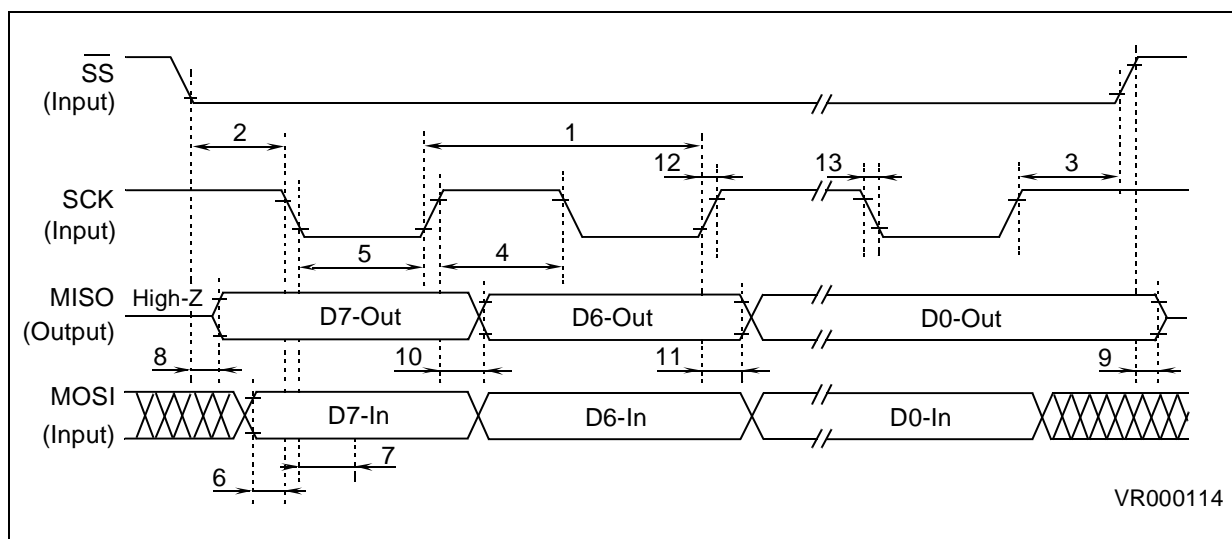 SS
(Input)
2
1
12
13
3
SCK
(Input)
5
4
MISO
(Output)
High-Z
D7-Out
D6-Out
D0-Out
8
10
11
9
MOSI
(Input)
D7-In
D6-In
D0-In
7
6
VR000114